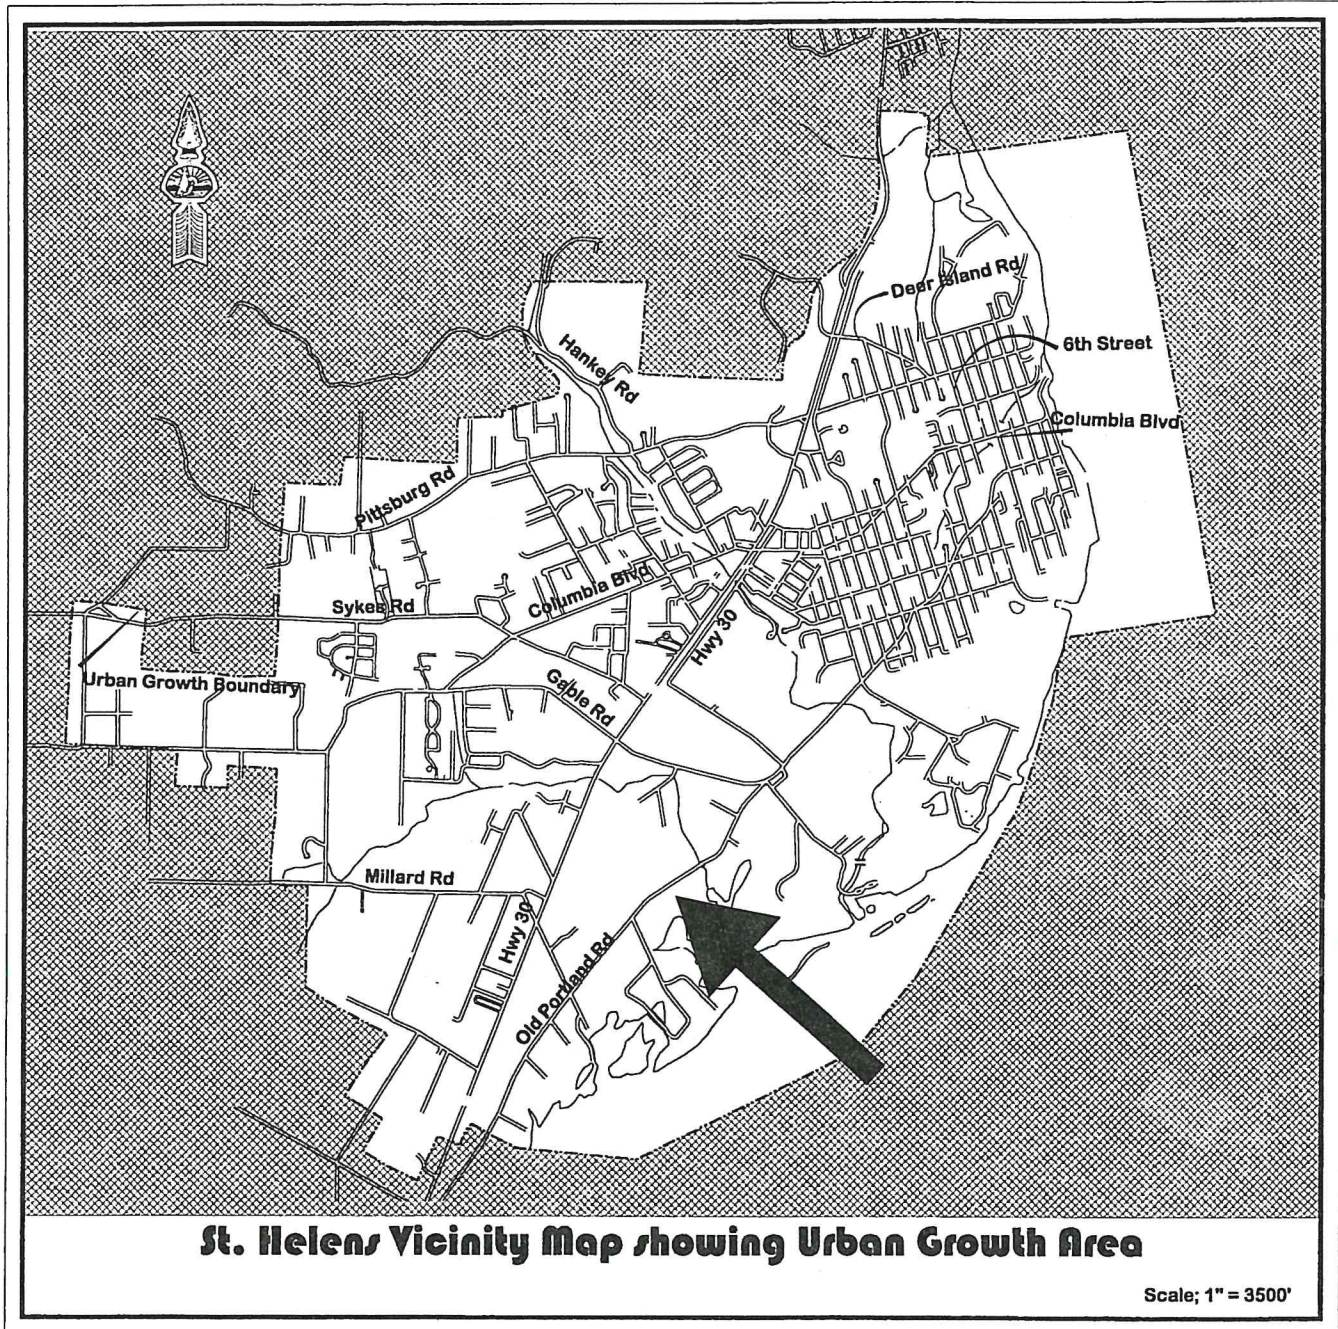 Deer Island Rd
6th Street
Hankey Rd
Columbia Blvd
Pittsburg Rd
Columbia Blvd
Sykes Rd
Hwy 30
Urban Growth Boundary
Gable Rd
Millard Rd
Hwy 30
Old Portland Rd
St. Helens Vicinity Map showing Urban Growth Area
Scale; 1" = 3500'